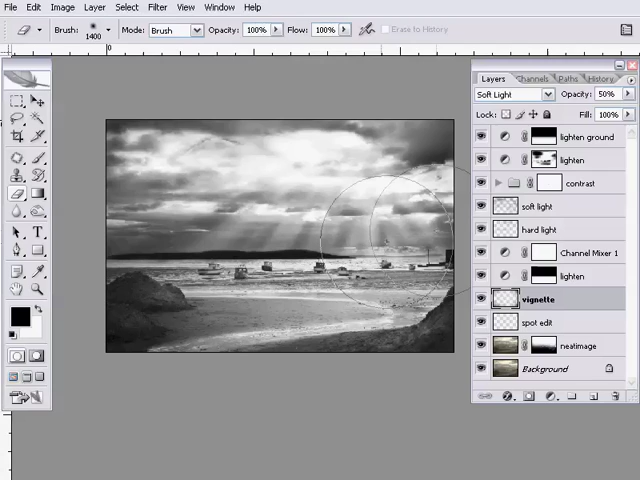 File Edit Image Layer Select Filter View Window Help
Brush: 1400 Mode: Brush Opacity: 100% Flow: 100% Erase to History
0
Layers Channels Paths History
Soft Light Opacity: 50%
Lock: Fill: 100%
lighten ground
lighten
contrast
soft light
hard light
Channel Mixer 1
lighten
vignette
spot edit
neatimage
Background